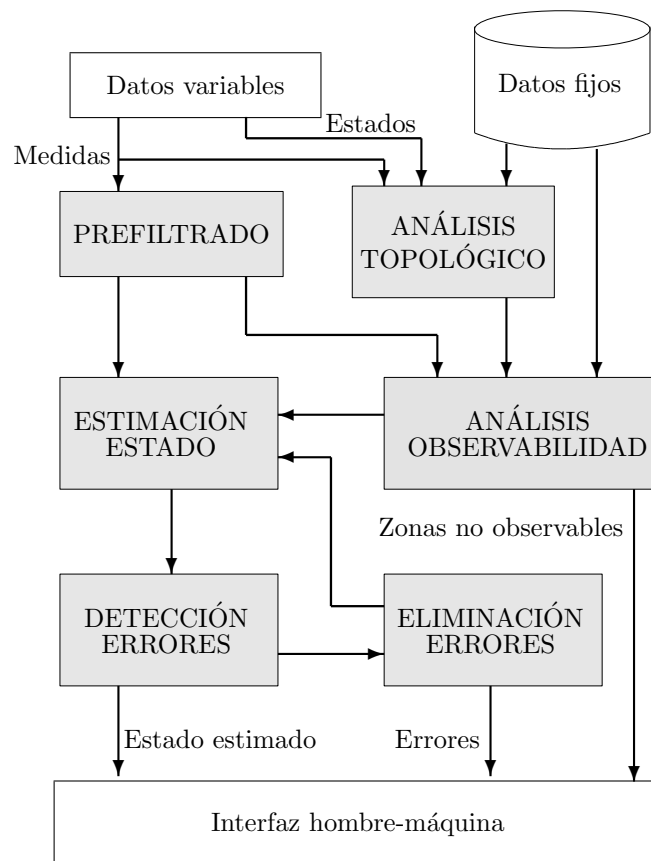 Datos variables
Datos fijos
Estados
Medidas
PREFILTRADO
ANÁLISIS
TOPOLÓGICO
ESTIMACIÓN
ESTADO
ANÁLISIS
OBSERVABILIDAD
Zonas no observables
DETECCIÓN
ERRORES
ELIMINACIÓN
ERRORES
Estado estimado
Errores
Interfaz hombre-máquina